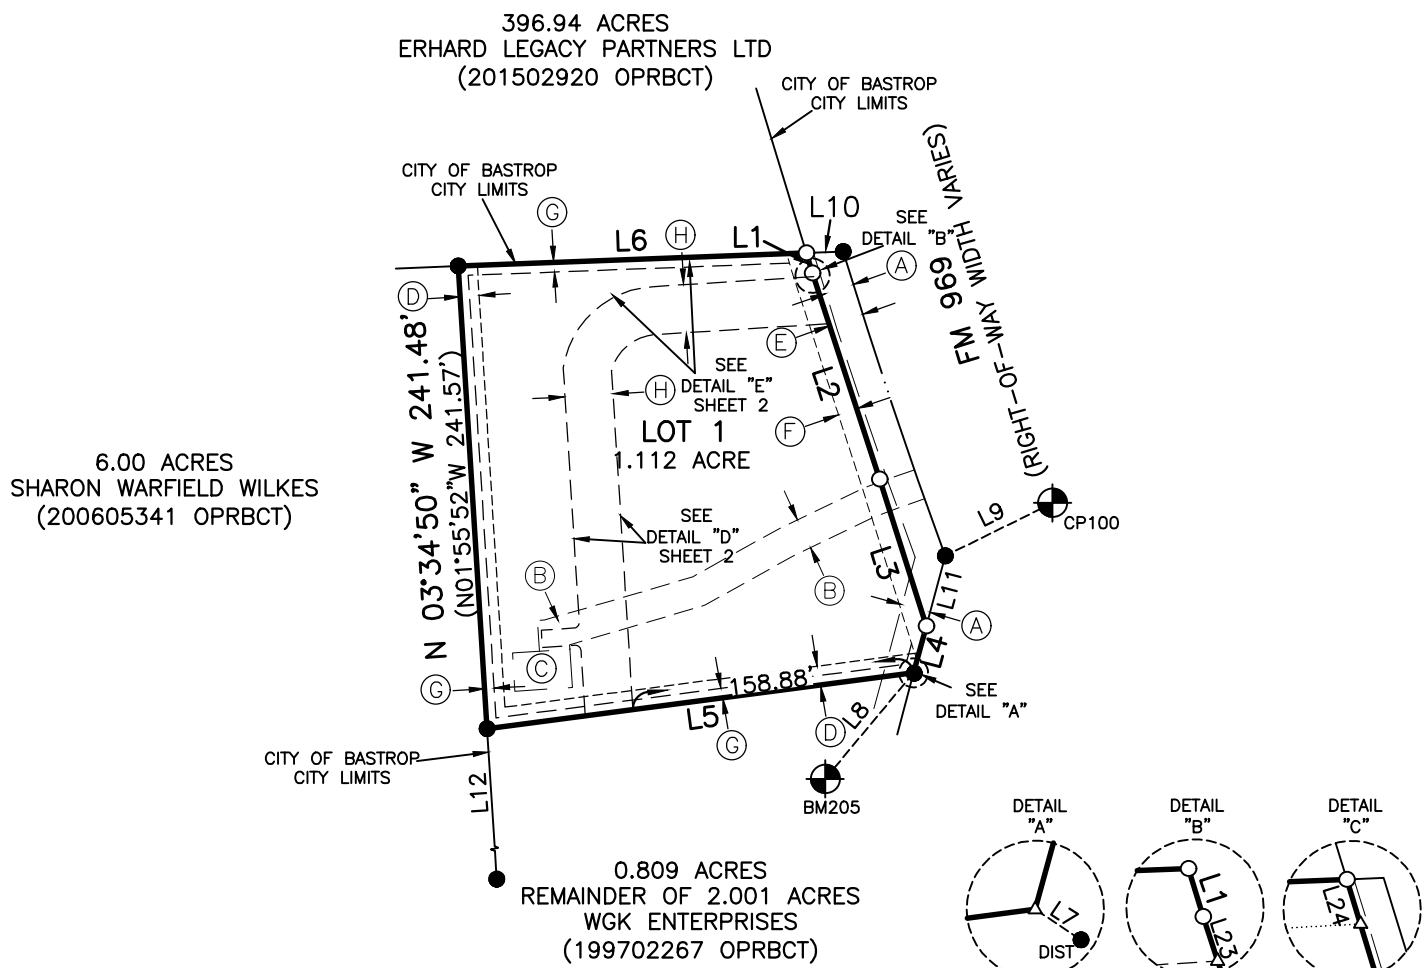 396.94 ACRES
ERHARD LEGACY PARTNERS LTD
(201502920 OPRBCT)
CITY OF BASTROP
CITY LIMITS
CITY OF BASTROP
CITY LIMITS
G
L6
H
L1
L10
SEE
DETAIL "B"
A
FM 969
(RIGHT-OF-WAY WIDTH VARIES)
D
E
SEE
DETAIL "E"
SHEET 2
H
L2
F
LOT 1
1.112 ACRE
N 03°34'50" W 241.48'
(N01°55'52"W 241.57')
6.00 ACRES
SHARON WARFIELD WILKES
(200605341 OPRBCT)
SEE
DETAIL "D"
SHEET 2
L9
CP100
L3
L11
B
B
A
C
L4
G
158.88'
SEE
DETAIL "A"
L5
G
D
L8
BM205
CITY OF BASTROP
CITY LIMITS
L12
0.809 ACRES
REMAINDER OF 2.001 ACRES
WGK ENTERPRISES
(199702267 OPRBCT)
DETAIL
"A"
L7
DIST
DETAIL
"B"
L1
L23
DETAIL
"C"
L24